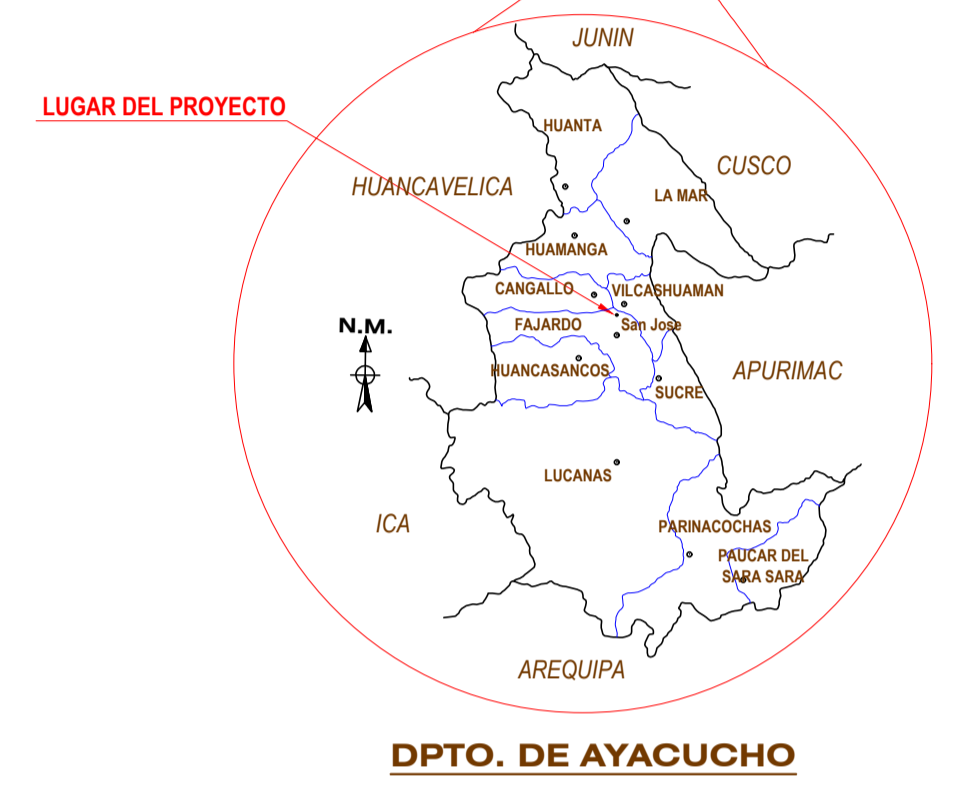 JUNIN
LUGAR DEL PROYECTO
HUANTA
CUSCO
HUANCAVELICA
LA MAR
HUAMANGA
CANGALLO
VILCASHUAMAN
N.M.
FAJARDO
San Jose
HUANCASANCOS
APURIMAC
SUCRE
LUCANAS
ICA
PARINACOCHAS
PAUCAR DEL
SARA SARA
AREQUIPA
DPTO. DE AYACUCHO